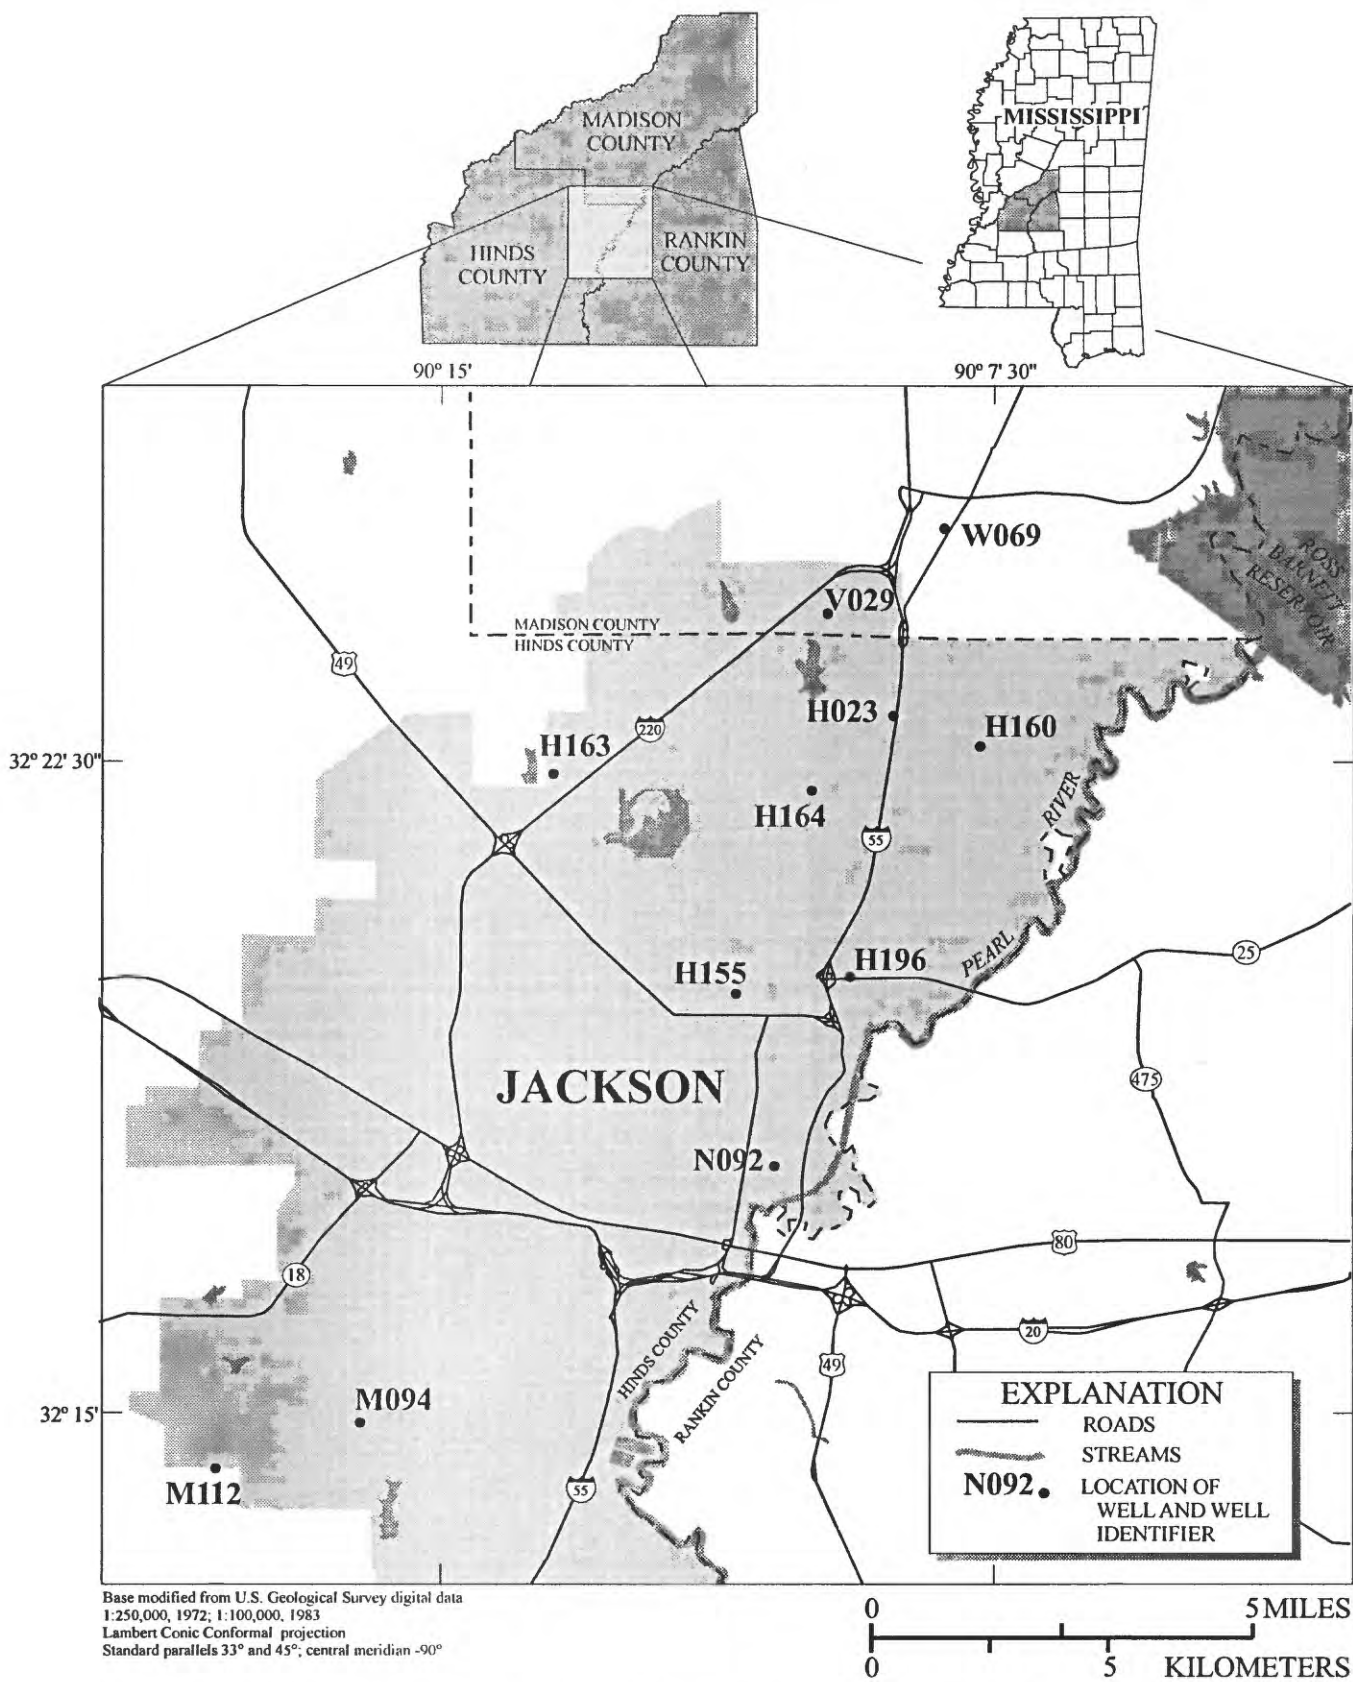 MADISON
COUNTY
MISSISSIPPI
HINDS
COUNTY
RANKIN
COUNTY
90° 15'
90° 7' 30"
W069
ROSS
BARNETT
RESERVOIR
V029
MADISON COUNTY
HINDS COUNTY
49
H023
220
H160
H163
32° 22' 30"
H164
RIVER
55
PEARL
25
H196
H155
475
JACKSON
N092
80
18
20
HINDS COUNTY
RANKIN COUNTY
49
32° 15'
M094
M112
55
EXPLANATION
ROADS
STREAMS
N092
LOCATION OF
WELL AND WELL
IDENTIFIER
Base modified from U.S. Geological Survey digital data
1:250,000, 1972; 1:100,000, 1983
Lambert Conic Conformal projection
Standard parallels 33° and 45°; central meridian -90°
0 5 MILES
0 5 KILOMETERS